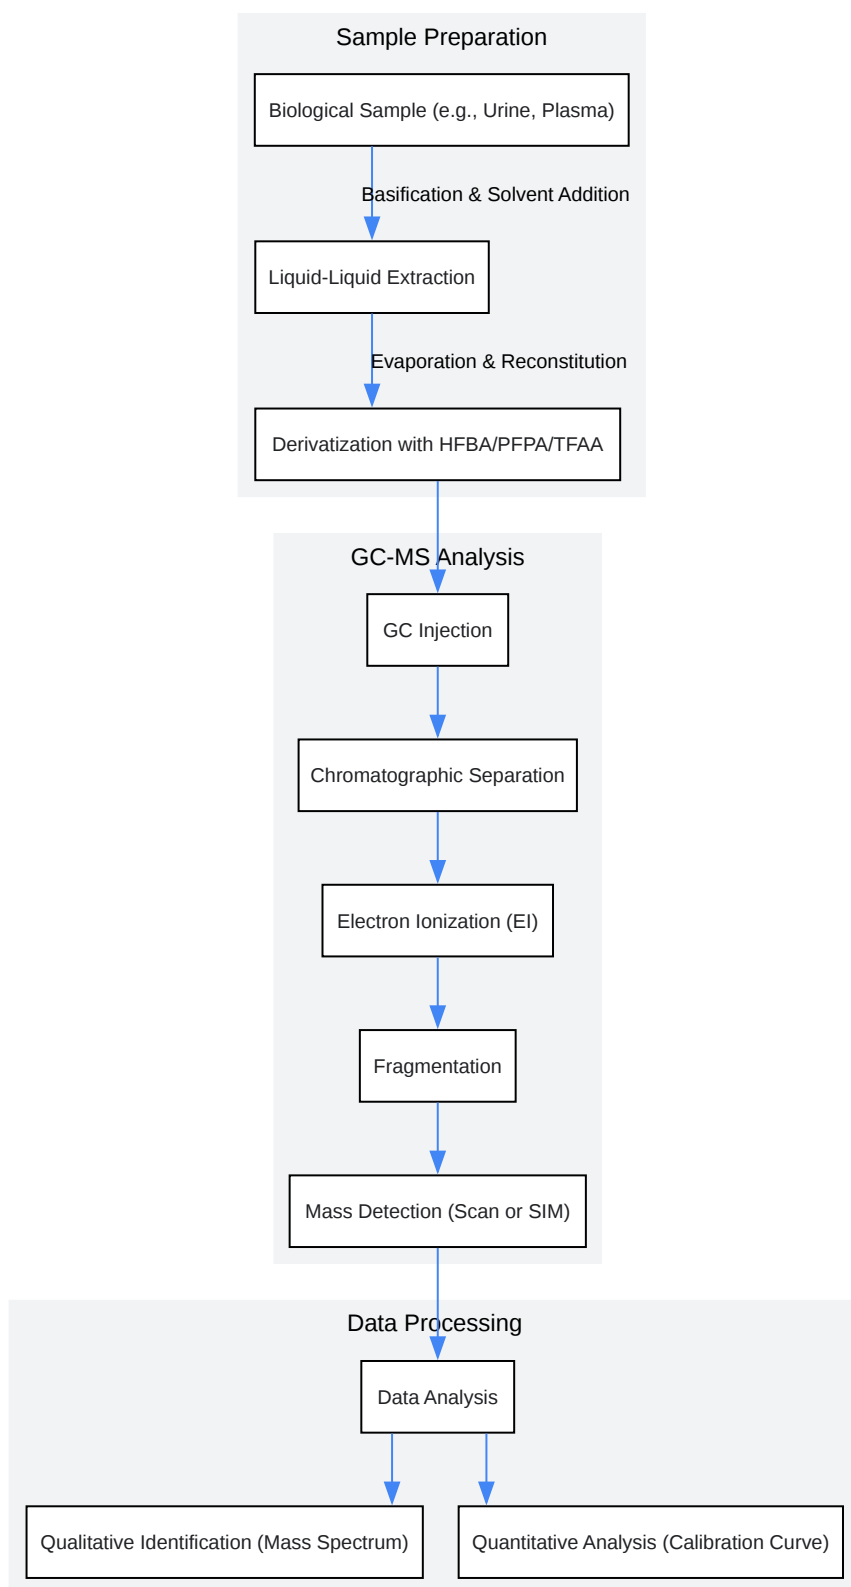 Sample Preparation
Biological Sample (e.g., Urine, Plasma)
Basification & Solvent Addition
Liquid-Liquid Extraction
Evaporation & Reconstitution
Derivatization with HFBA/PFPA/TFAA
GC-MS Analysis
GC Injection
Chromatographic Separation
Electron Ionization (EI)
Fragmentation
Mass Detection (Scan or SIM)
Data Processing
Data Analysis
Qualitative Identification (Mass Spectrum)
Quantitative Analysis (Calibration Curve)